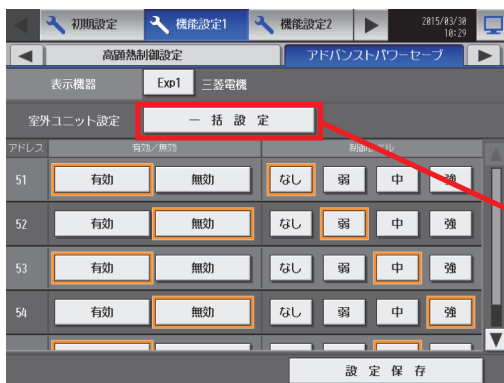 初期設定 機能設定1 機能設定2 2015/03/30
10:29
高顕熱制御設定 アドバンストパワーセーブ
表示機器 Exp1 三菱電機
室外ユニット設定 一括設定
アドレス 有効/無効 制御レベル
51 有効 無効 なし 弱 中 強
52 有効 無効 なし 弱 中 強
53 有効 無効 なし 弱 中 強
54 有効 無効 なし 弱 中 強
設定保存